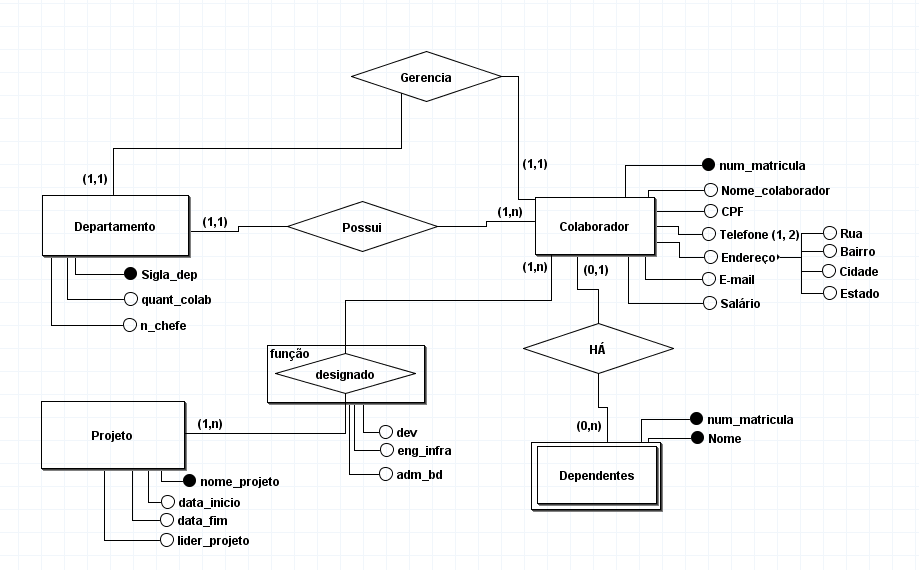 Gerencia
(1,1)
(1,1)
num_matricula
Nome_colaborador
CPF
Telefone (1, 2)
Endereço
Rua
Bairro
Cidade
Estado
E-mail
Salário
Departamento
(1,1)
Possui
(1,n)
Colaborador
Sigla_dep
quant_colab
n_chefe
(1,n)
(0,1)
função
designado
HÁ
dev
eng_infra
adm_bd
Projeto
(1,n)
nome_projeto
data_inicio
data_fim
lider_projeto
(0,n)
num_matricula
Nome
Dependentes